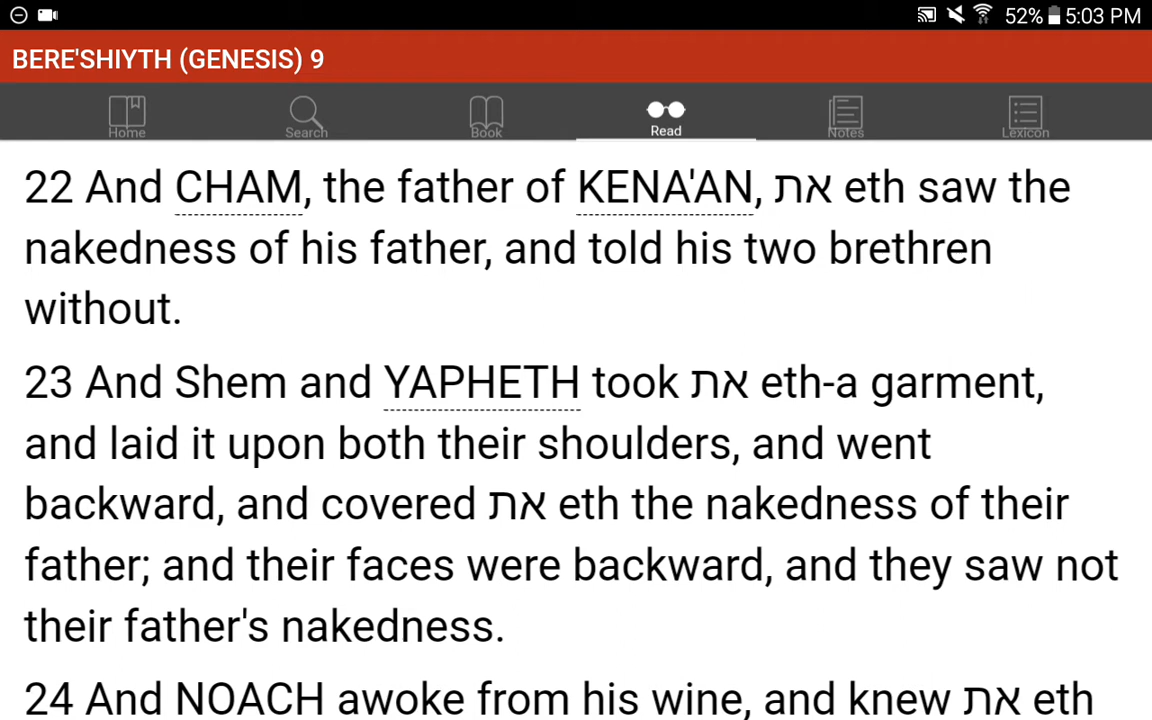 52% 5:03 PM
BERE'SHIYTH (GENESIS) 9
Home Search Book Read Notes Lexicon
22 And CHAM, the father of KENA'AN, את eth saw the
nakedness of his father, and told his two brethren
without.
23 And Shem and YAPHETH took את eth-a garment,
and laid it upon both their shoulders, and went
backward, and covered את eth the nakedness of their
father; and their faces were backward, and they saw not
their father's nakedness.
24 And NOACH awoke from his wine, and knew את eth